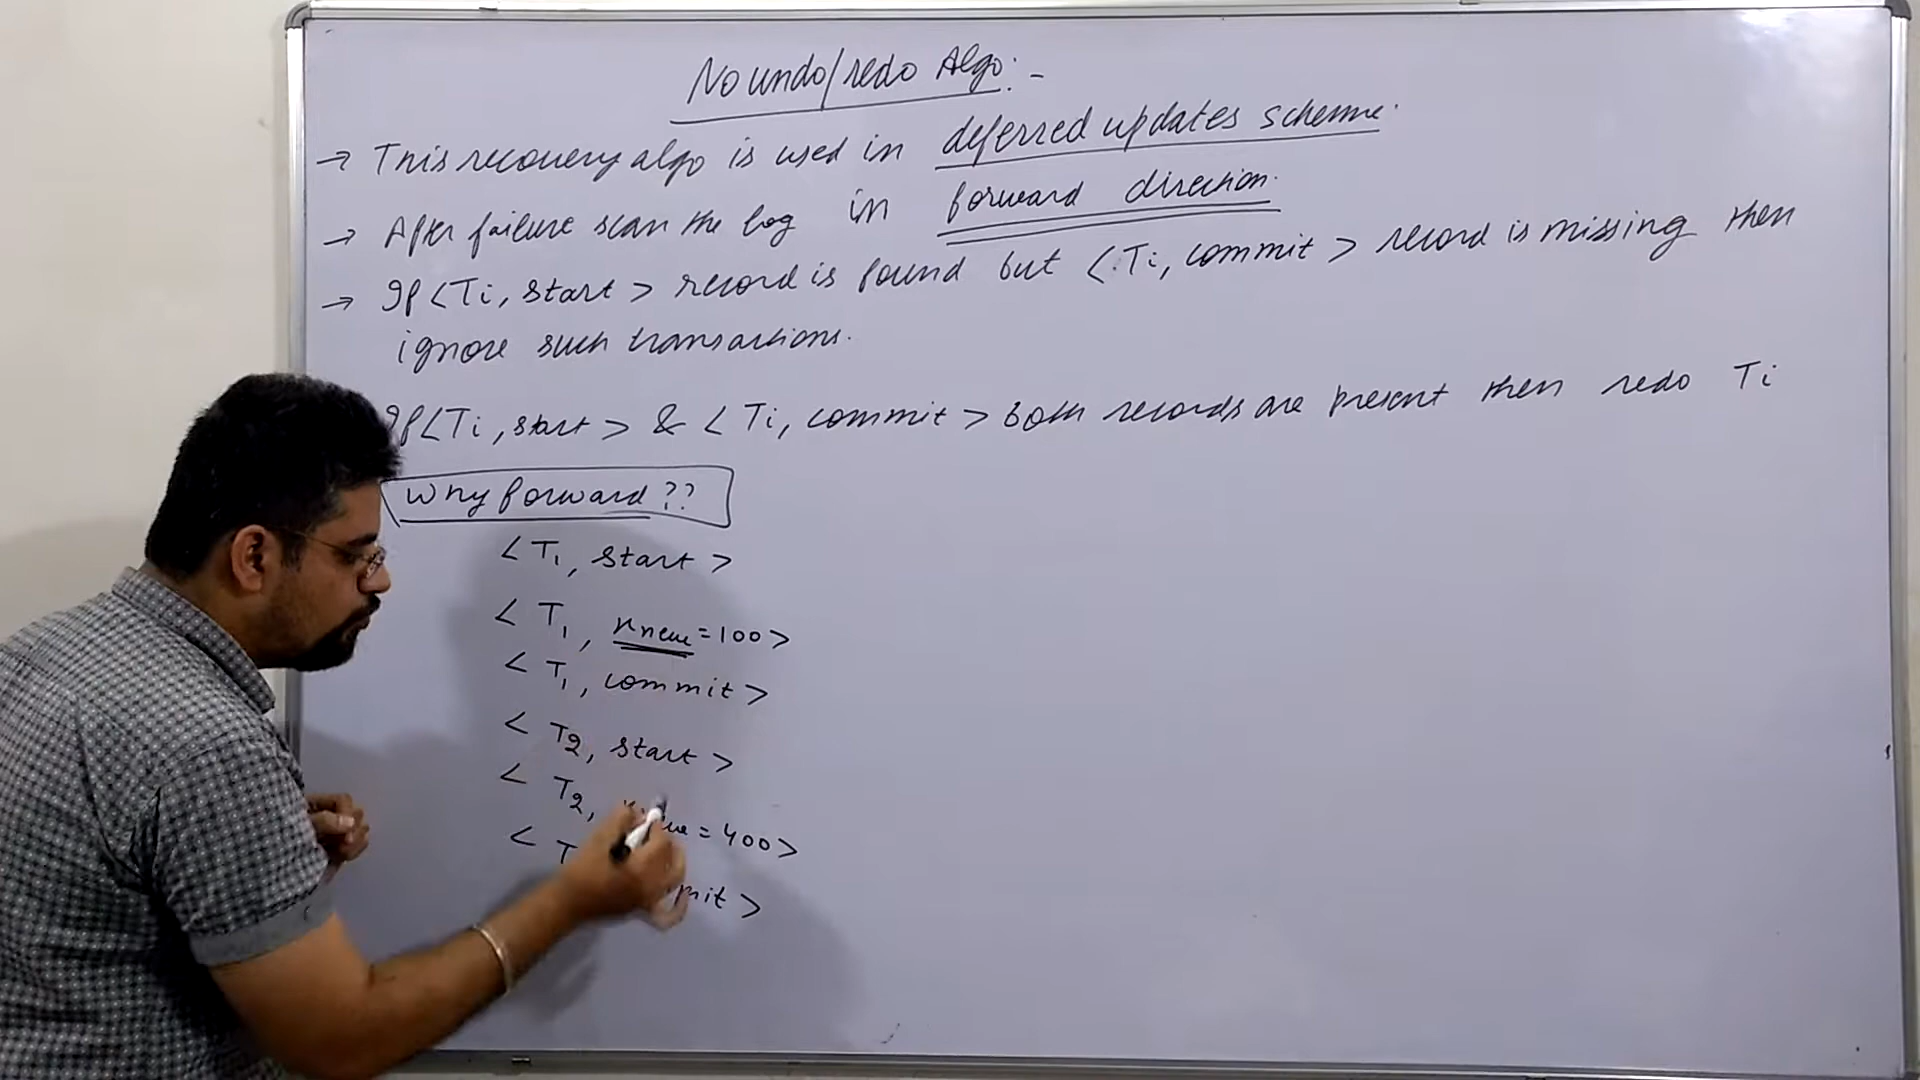 No undo/redo Algo:-
→ This recovery algo is used in deferred updates scheme.
→ After failure scan the log in forward direction.
→ If <Ti, start> record is found but <Ti, commit> record is missing then
ignore such transactions.
If <Ti, start> & <Ti, commit> both records are present then redo Ti
Why forward??
<T1, start>
<T1, xnew=100>
<T1, commit>
<T2, start>
<T2, =400>
<T >